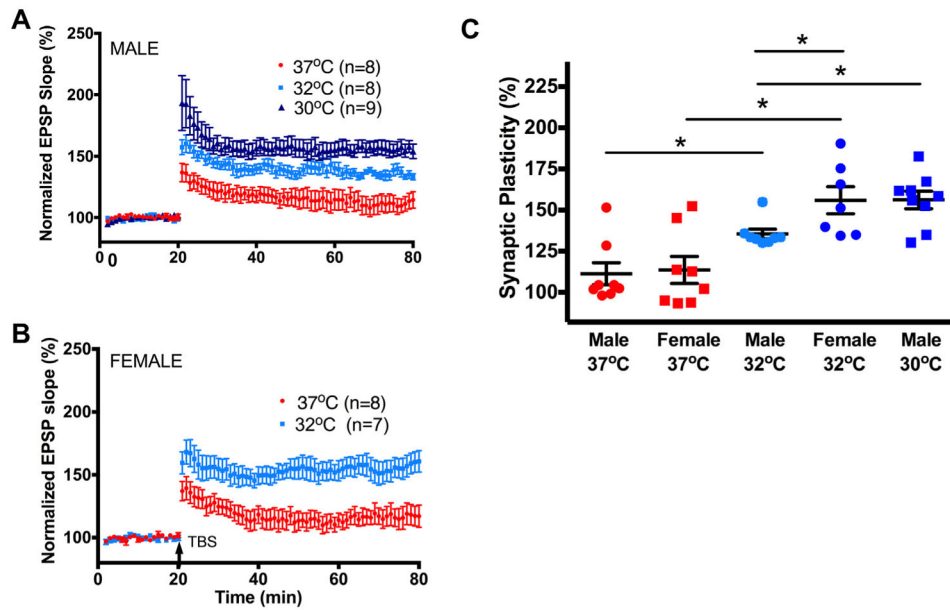 A
MALE
Normalized EPSP Slope (%)
250
200
150
100
37°C (n=8)
32°C (n=8)
30°C (n=9)
0 20 40 60 80
0
B
FEMALE
Normalized EPSP slope (%)
250
200
150
100
37°C (n=8)
32°C (n=7)
TBS
0 20 40 60 80
Time (min)
C
Synaptic Plasticity (%)
225
200
175
150
125
100
*
*
*
*
Male Female Male Female Male
37°C 37°C 32°C 32°C 30°C